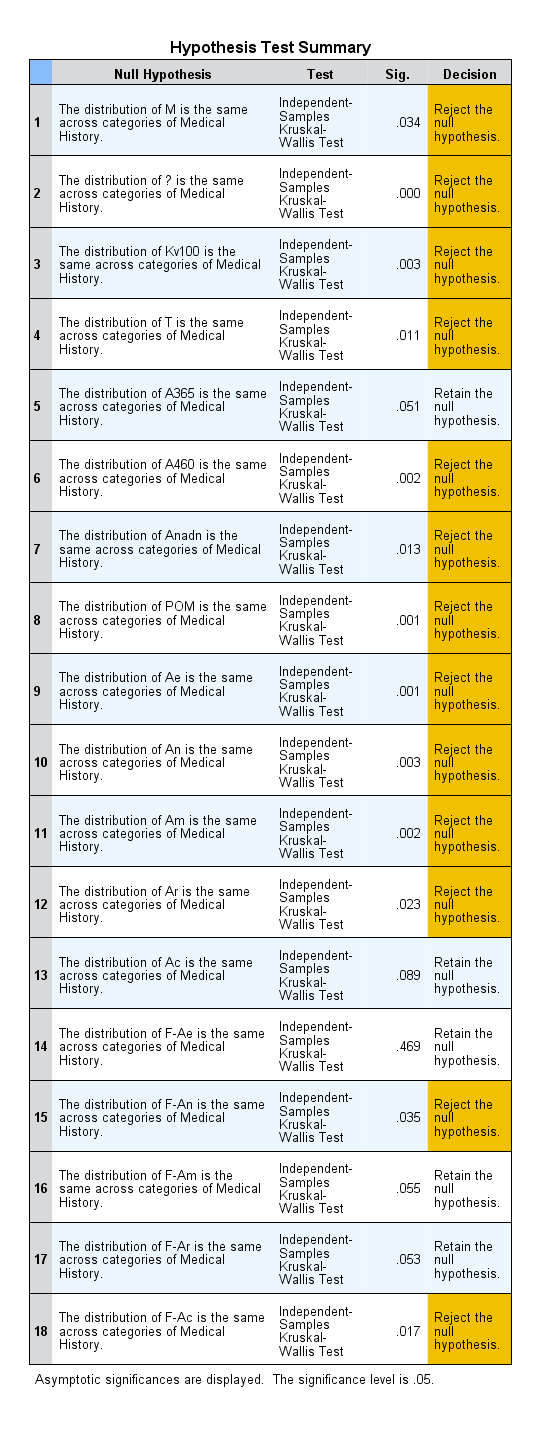 Hypothesis Test Summary
Null Hypothesis Test Sig. Decision
1 The distribution of M is the same across categories of Medical History. Independent-Samples Kruskal-Wallis Test .034 Reject the null hypothesis.
2 The distribution of ? is the same across categories of Medical History. Independent-Samples Kruskal-Wallis Test .000 Reject the null hypothesis.
3 The distribution of Kv100 is the same across categories of Medical History. Independent-Samples Kruskal-Wallis Test .003 Reject the null hypothesis.
4 The distribution of T is the same across categories of Medical History. Independent-Samples Kruskal-Wallis Test .011 Reject the null hypothesis.
5 The distribution of A365 is the same across categories of Medical History. Independent-Samples Kruskal-Wallis Test .051 Retain the null hypothesis.
6 The distribution of A460 is the same across categories of Medical History. Independent-Samples Kruskal-Wallis Test .002 Reject the null hypothesis.
7 The distribution of Anadn is the same across categories of Medical History. Independent-Samples Kruskal-Wallis Test .013 Reject the null hypothesis.
8 The distribution of POM is the same across categories of Medical History. Independent-Samples Kruskal-Wallis Test .001 Reject the null hypothesis.
9 The distribution of Ae is the same across categories of Medical History. Independent-Samples Kruskal-Wallis Test .001 Reject the null hypothesis.
10 The distribution of An is the same across categories of Medical History. Independent-Samples Kruskal-Wallis Test .003 Reject the null hypothesis.
11 The distribution of Am is the same across categories of Medical History. Independent-Samples Kruskal-Wallis Test .002 Reject the null hypothesis.
12 The distribution of Ar is the same across categories of Medical History. Independent-Samples Kruskal-Wallis Test .023 Reject the null hypothesis.
13 The distribution of Ac is the same across categories of Medical History. Independent-Samples Kruskal-Wallis Test .089 Retain the null hypothesis.
14 The distribution of F-Ae is the same across categories of Medical History. Independent-Samples Kruskal-Wallis Test .469 Retain the null hypothesis.
15 The distribution of F-An is the same across categories of Medical History. Independent-Samples Kruskal-Wallis Test .035 Reject the null hypothesis.
16 The distribution of F-Am is the same across categories of Medical History. Independent-Samples Kruskal-Wallis Test .055 Retain the null hypothesis.
17 The distribution of F-Ar is the same across categories of Medical History. Independent-Samples Kruskal-Wallis Test .053 Retain the null hypothesis.
18 The distribution of F-Ac is the same across categories of Medical History. Independent-Samples Kruskal-Wallis Test .017 Reject the null hypothesis.
Asymptotic significances are displayed. The significance level is .05.